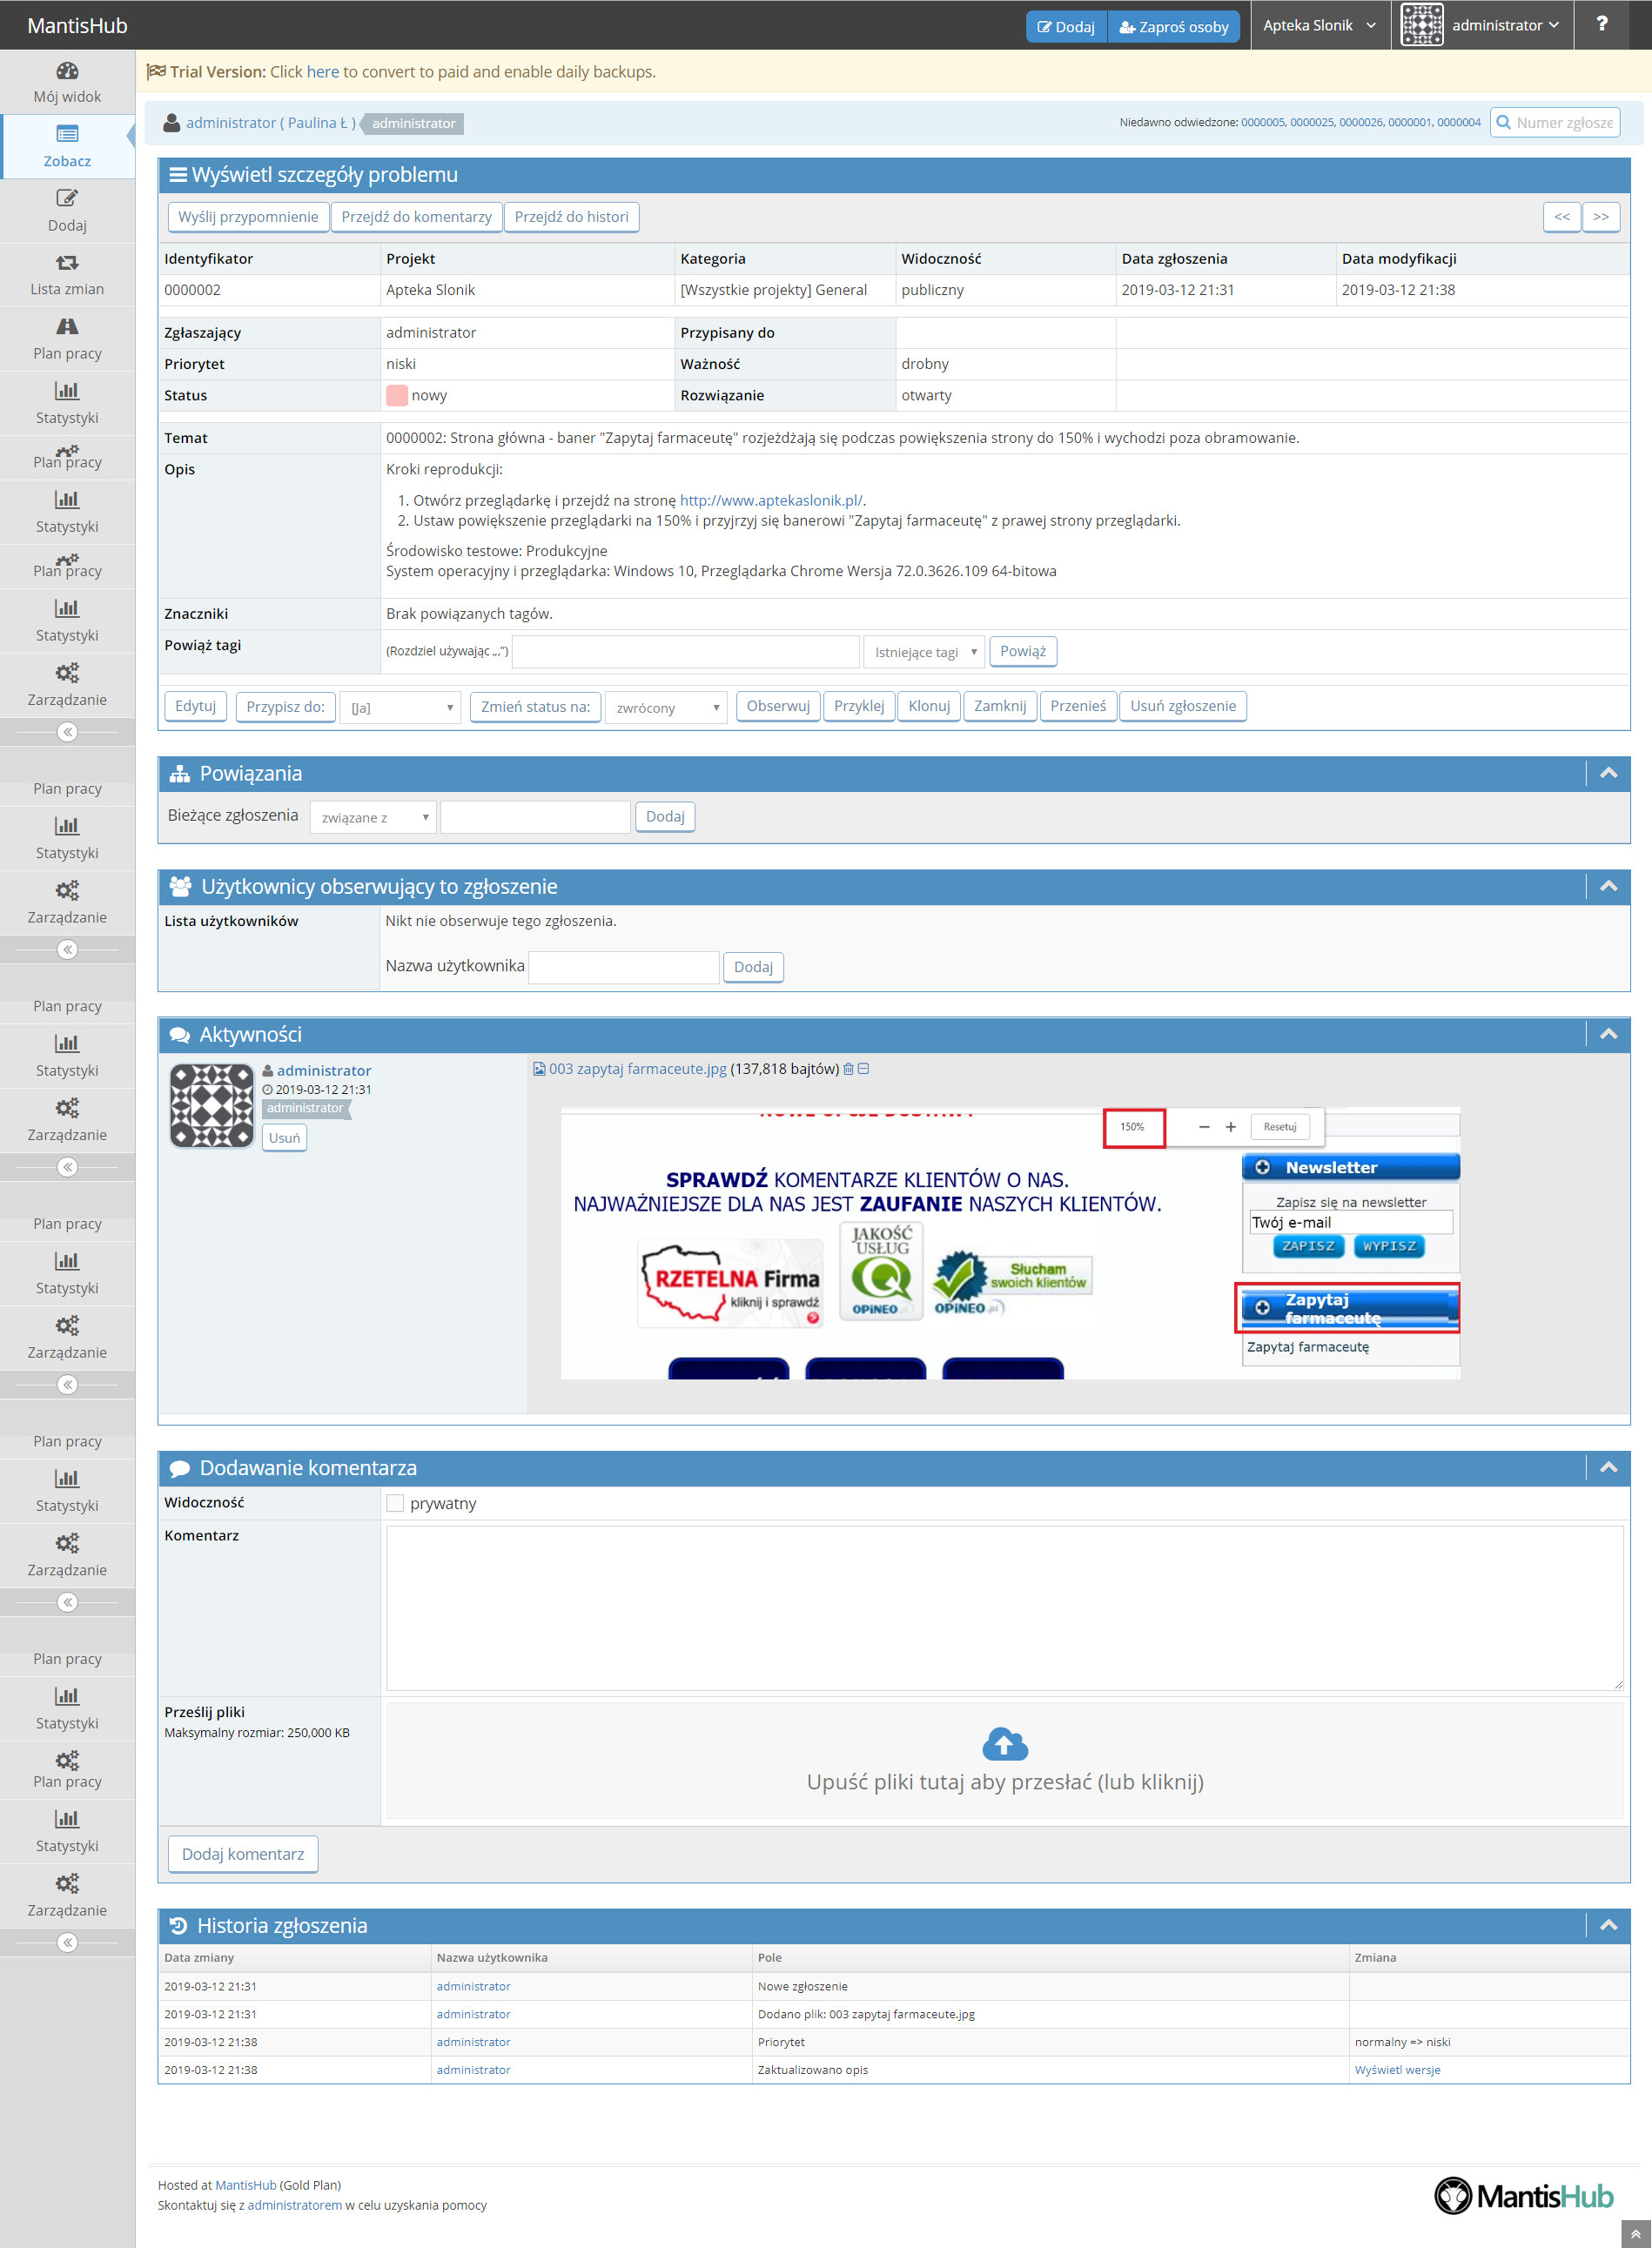 MantisHub
Dodaj
Zaproś osoby
Apteka Slonik
administrator
?
Mój widok
Zobacz
Dodaj
Lista zmian
Plan pracy
Statystyki
Plan pracy
Statystyki
Plan pracy
Statystyki
Zarządzanie
Plan pracy
Statystyki
Zarządzanie
Plan pracy
Statystyki
Zarządzanie
Plan pracy
Statystyki
Zarządzanie
Plan pracy
Statystyki
Zarządzanie
Plan pracy
Statystyki
Plan pracy
Statystyki
Zarządzanie
Trial Version: Click here to convert to paid and enable daily backups.
administrator ( Paulina Ł ) administrator
Niedawno odwiedzone: 0000005, 0000025, 0000026, 0000001, 0000004
Numer zgłosze
Wyświetl szczegóły problemu
Wyślij przypomnienie Przejdź do komentarzy Przejdź do histori << >>
Identyfikator Projekt Kategoria Widoczność Data zgłoszenia Data modyfikacji
0000002 Apteka Slonik [Wszystkie projekty] General publiczny 2019-03-12 21:31 2019-03-12 21:38
Zgłaszający administrator Przypisany do
Priorytet niski Ważność drobny
Status nowy Rozwiązanie otwarty
Temat 0000002: Strona główna - baner "Zapytaj farmaceutę" rozjeżdżają się podczas powiększenia strony do 150% i wychodzi poza obramowanie.
Opis Kroki reprodukcji:
1. Otwórz przeglądarkę i przejdź na stronę http://www.aptekaslonik.pl/.
2. Ustaw powiększenie przeglądarki na 150% i przyjrzyj się banerowi "Zapytaj farmaceutę" z prawej strony przeglądarki.
Środowisko testowe: Produkcyjne
System operacyjny i przeglądarka: Windows 10, Przeglądarka Chrome Wersja 72.0.3626.109 64-bitowa
Znaczniki Brak powiązanych tagów.
Powiąż tagi (Rozdziel używając „,”) Istniejące tagi Powiąż
Edytuj Przypisz do: [Ja] Zmień status na: zwrócony Obserwuj Przyklej Klonuj Zamknij Przenieś Usuń zgłoszenie
Powiązania
Bieżące zgłoszenia związane z Dodaj
Użytkownicy obserwujący to zgłoszenie
Lista użytkowników Nikt nie obserwuje tego zgłoszenia.
Nazwa użytkownika Dodaj
Aktywności
administrator
2019-03-12 21:31
administrator
Usuń
003 zapytaj farmaceute.jpg (137,818 bajtów)
NOWE OPCJE DOSTAWY
150% − + Resetuj
SPRAWDŹ KOMENTARZE KLIENTÓW O NAS.
NAJWAŻNIEJSZE DLA NAS JEST ZAUFANIE NASZYCH KLIENTÓW.
RZETELNA Firma
kliknij i sprawdź
JAKOŚĆ
USŁUG
OPiNEO
Słucham
swoich klientów
OPiNEO.pl
Newsletter
Zapisz się na newsletter
Twój e-mail
ZAPISZ WYPISZ
Zapytaj
farmaceutę
Zapytaj farmaceutę
Dodawanie komentarza
Widoczność prywatny
Komentarz
Prześlij pliki
Maksymalny rozmiar: 250,000 KB
Upuść pliki tutaj aby przesłać (lub kliknij)
Dodaj komentarz
Historia zgłoszenia
Data zmiany Nazwa użytkownika Pole Zmiana
2019-03-12 21:31 administrator Nowe zgłoszenie
2019-03-12 21:31 administrator Dodano plik: 003 zapytaj farmaceute.jpg
2019-03-12 21:38 administrator Priorytet normalny => niski
2019-03-12 21:38 administrator Zaktualizowano opis Wyświetl wersje
Hosted at MantisHub (Gold Plan)
Skontaktuj się z administratorem w celu uzyskania pomocy
MantisHub